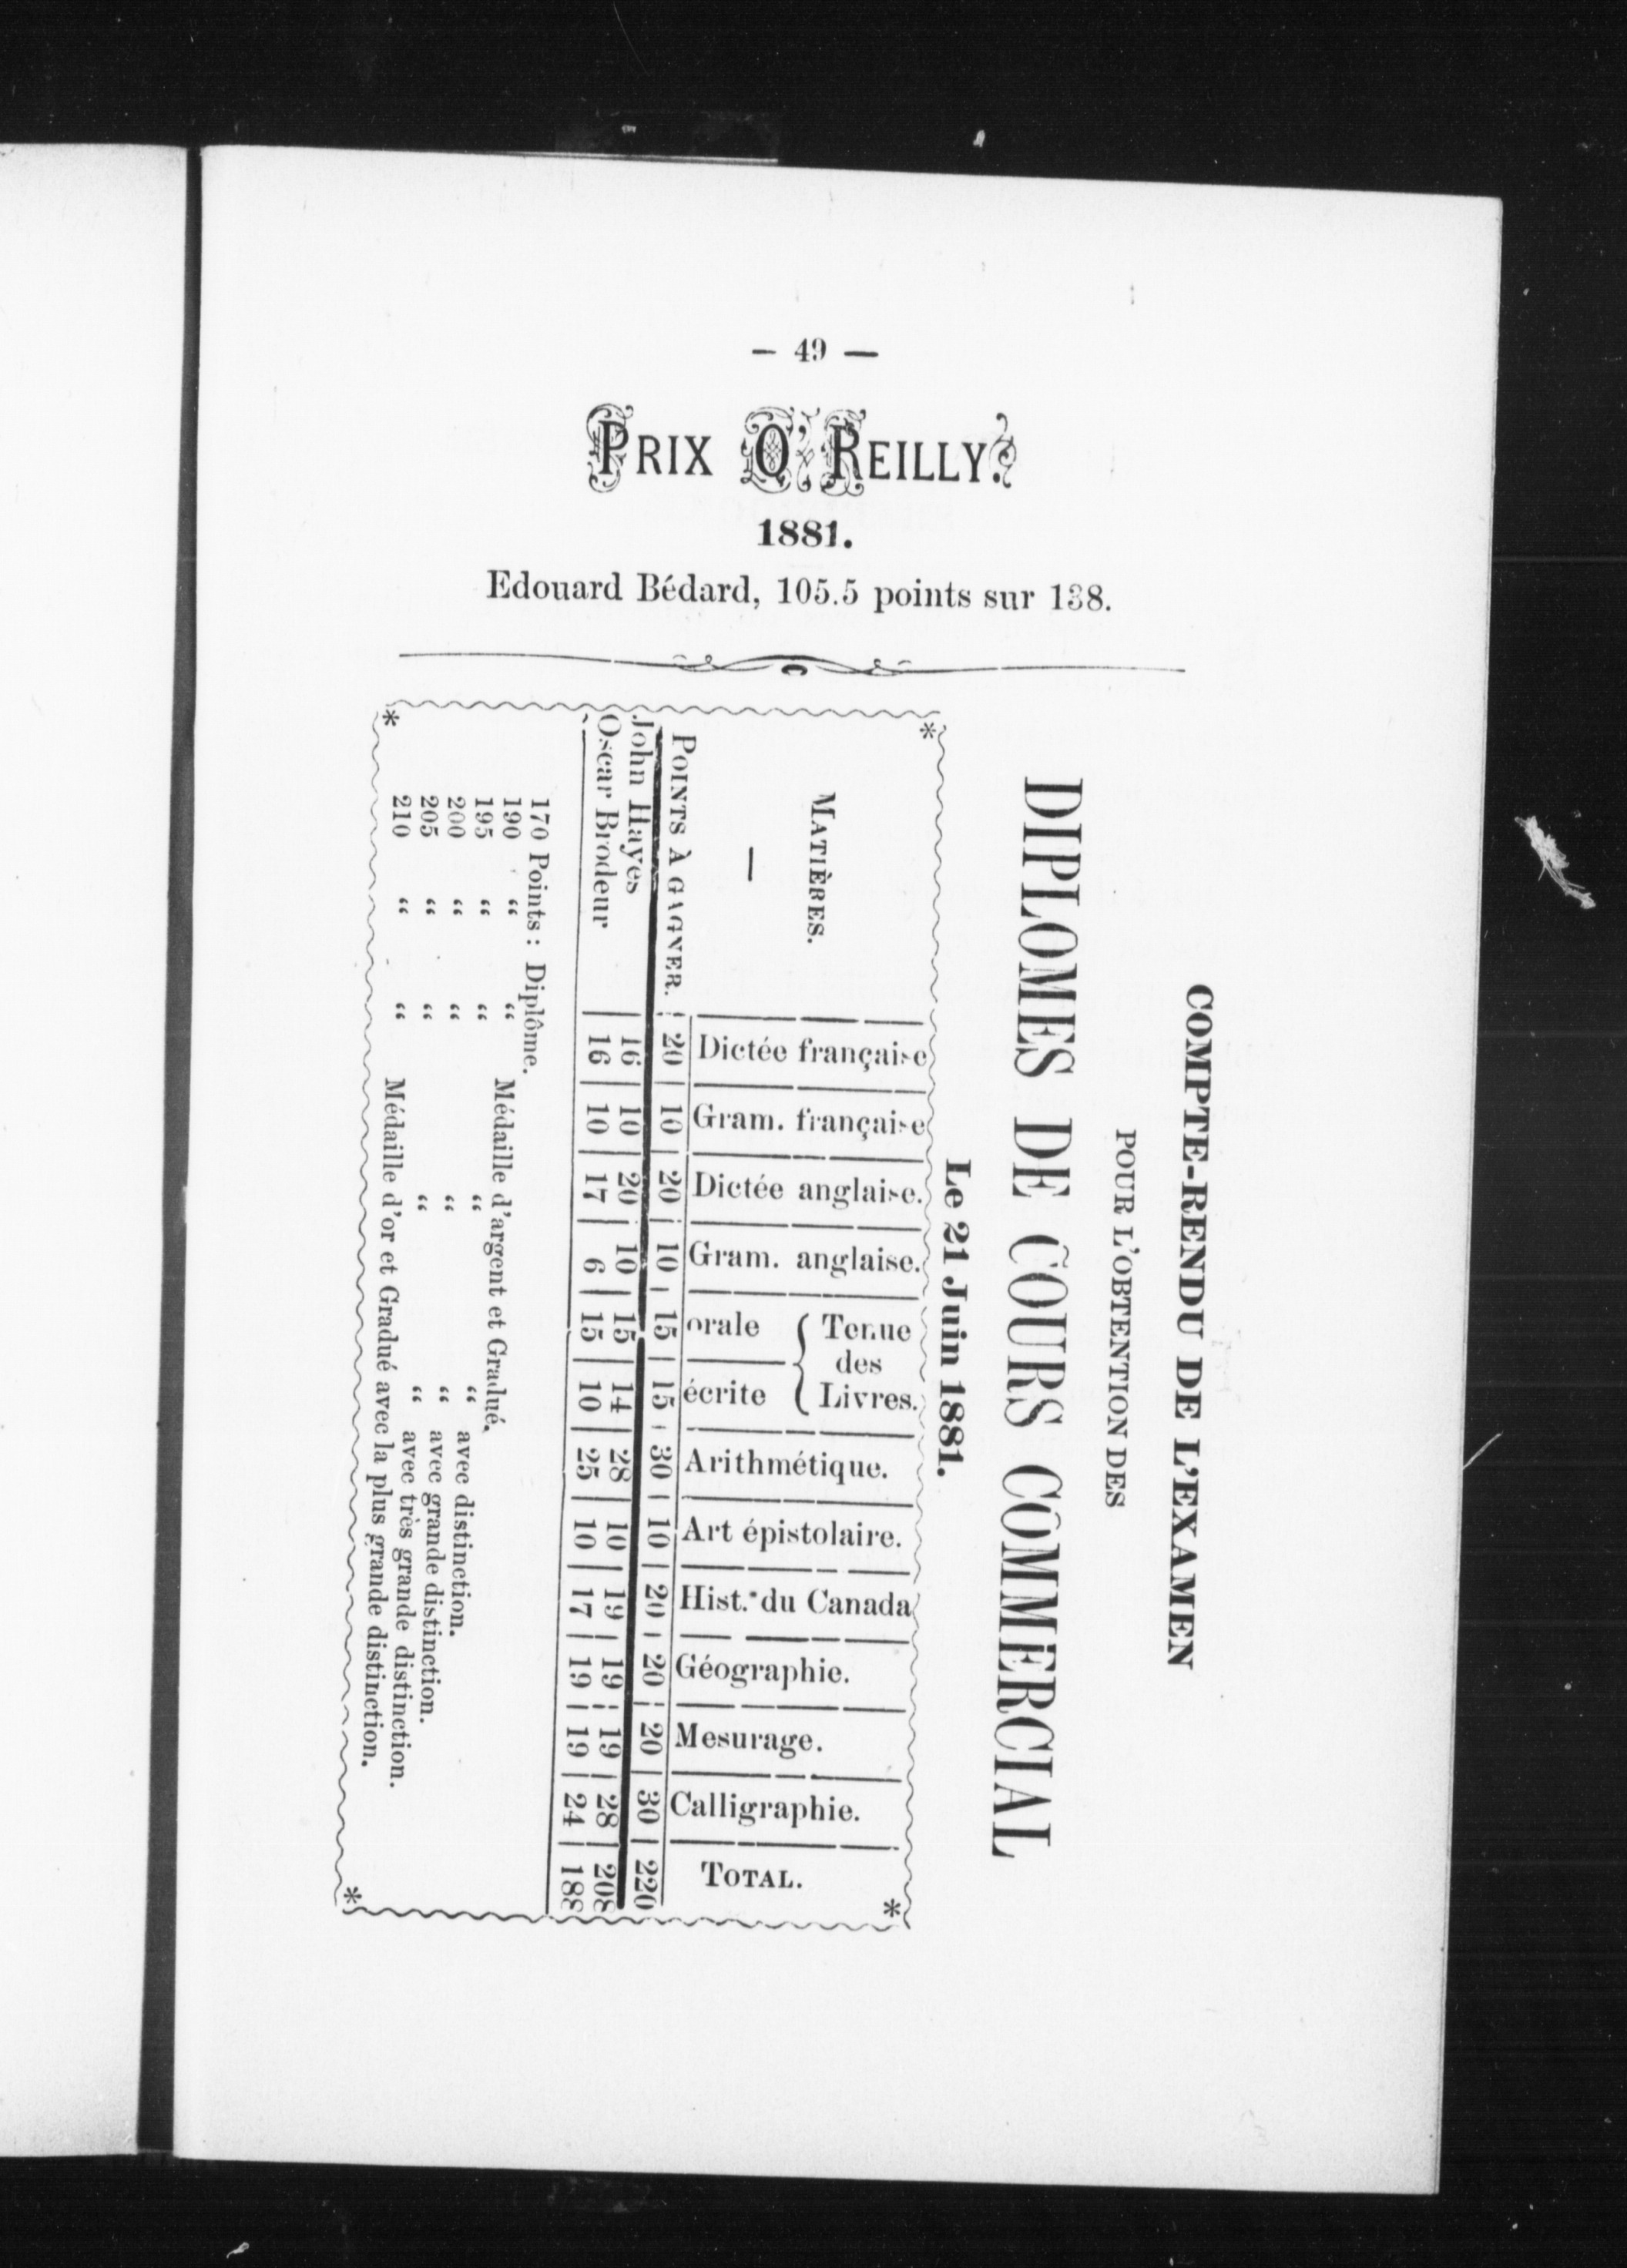 — 49 —
PRIX O'REILLY.
1881.
Edouard Bédard, 105.5 points sur 138.
COMPTE-RENDU DE L'EXAMEN
POUR L'OBTENTION DES
DIPLOMES DE COURS COMMERCIAL
Le 21 Juin 1881.
MATIÈRES. — Dictée française Gram. française Dictée anglaise. Gram. anglaise. Tenue des Livres. { orale écrite Arithmétique. Art épistolaire. Hist. du Canada Géographie. Mesurage. Calligraphie. TOTAL.
POINTS À GAGNER. 20 10 20 10 15 15 30 10 20 20 20 30 220
John Hayes 16 10 20 10 15 14 28 10 19 19 19 28 208
Oscar Brodeur 16 10 17 6 15 10 25 10 17 19 19 24 188
170 Points : Diplôme.
190 “ “ Médaille d'argent et Gradué.
195 “ “ “ “ avec distinction.
200 “ “ “ “ avec grande distinction.
205 “ “ “ “ avec très grande distinction.
210 “ “ Médaille d'or et Gradué avec la plus grande distinction.